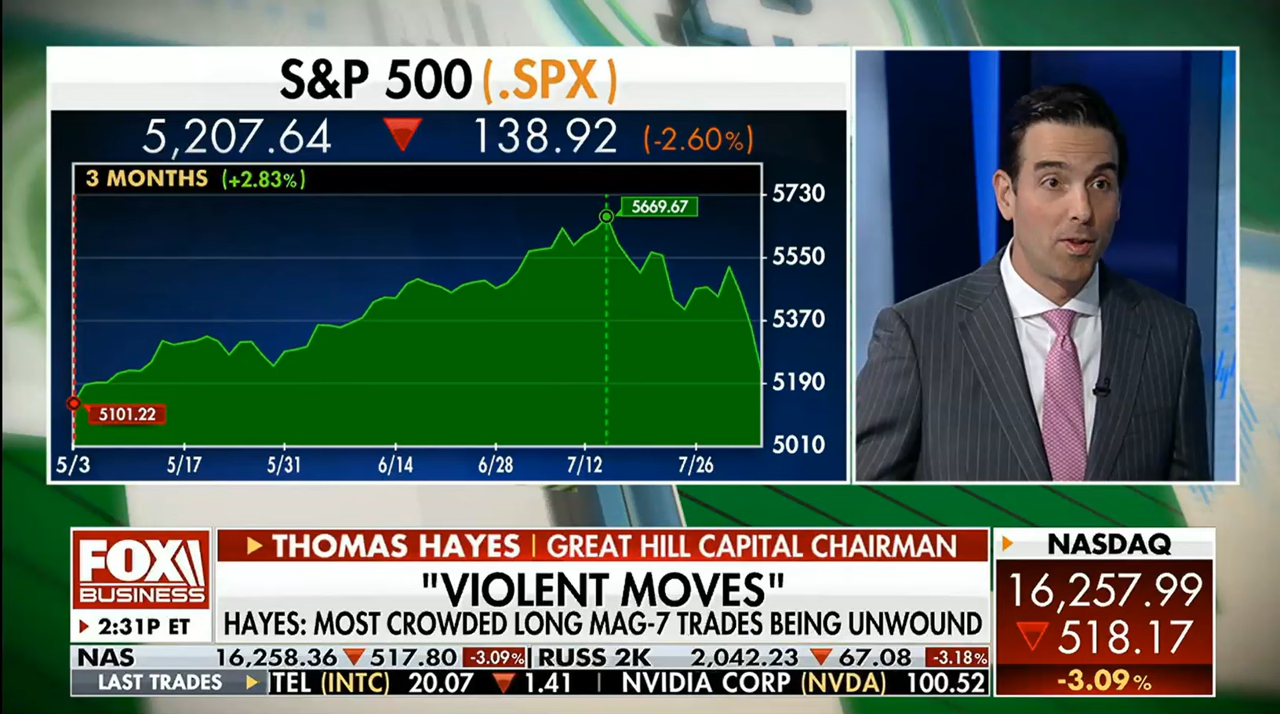 S&P 500 (.SPX)
5,207.64 ▼ 138.92 (-2.60%)
3 MONTHS (+2.83%)
5730
5669.67
5550
5370
5190
5101.22
5010
5/3 5/17 5/31 6/14 6/28 7/12 7/26
FOX BUSINESS
2:31P ET
THOMAS HAYES | GREAT HILL CAPITAL CHAIRMAN
"VIOLENT MOVES"
HAYES: MOST CROWDED LONG MAG-7 TRADES BEING UNWOUND
NASDAQ
16,257.99
▼ 518.17
-3.09%
NAS 16,258.36 ▼ 517.80 -3.09% RUSS 2K 2,042.23 ▼ 67.08 -3.18%
LAST TRADES TEL (INTC) 20.07 ▼ 1.41 | NVIDIA CORP (NVDA) 100.52